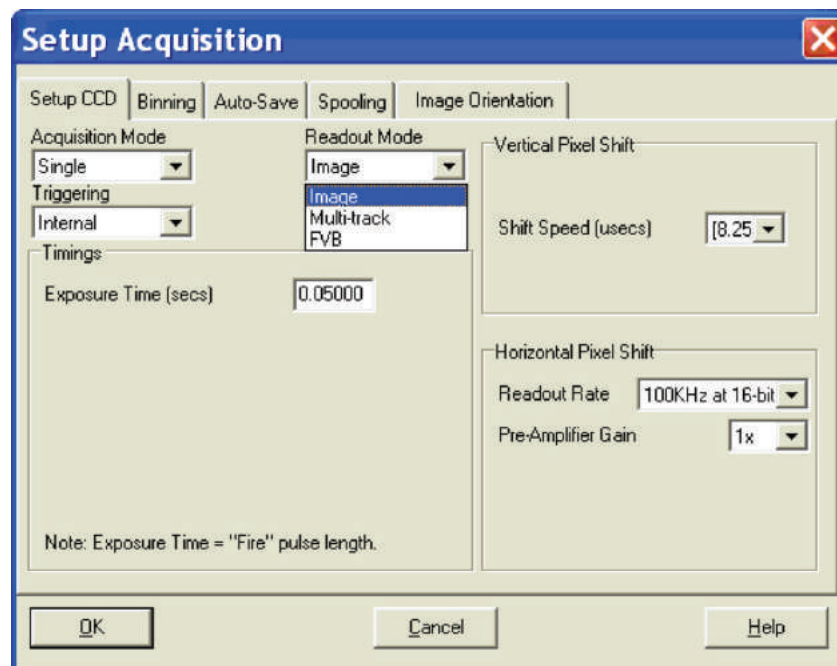 Setup Acquisition
Setup CCD
Binning
Auto-Save
Spooling
Image Orientation
Acquisition Mode
Single
Readout Mode
Image
Image
Multi-track
FVB
Triggering
Internal
Timings
Exposure Time (secs)
0.05000
Note: Exposure Time = "Fire" pulse length.
Vertical Pixel Shift
Shift Speed (usecs)
[8.25
Horizontal Pixel Shift
Readout Rate
100KHz at 16-bit
Pre-Amplifier Gain
1x
OK
Cancel
Help